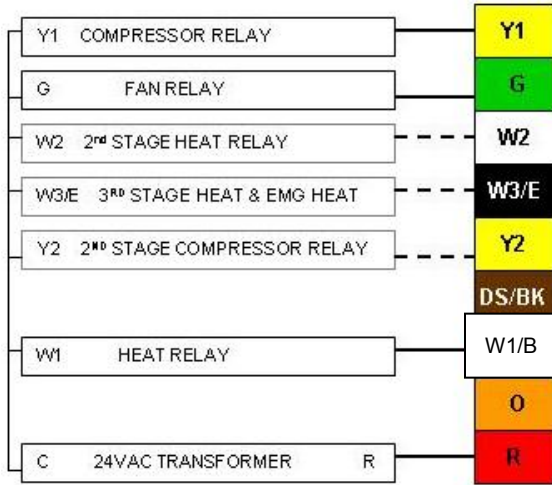 Y1 COMPRESSOR RELAY Y1
G FAN RELAY G
W2 2nd STAGE HEAT RELAY W2
W3/E 3RD STAGE HEAT & EMG HEAT W3/E
Y2 2ND STAGE COMPRESSOR RELAY Y2
DS/BK
W1 HEAT RELAY W1/B
O
C 24VAC TRANSFORMER R R